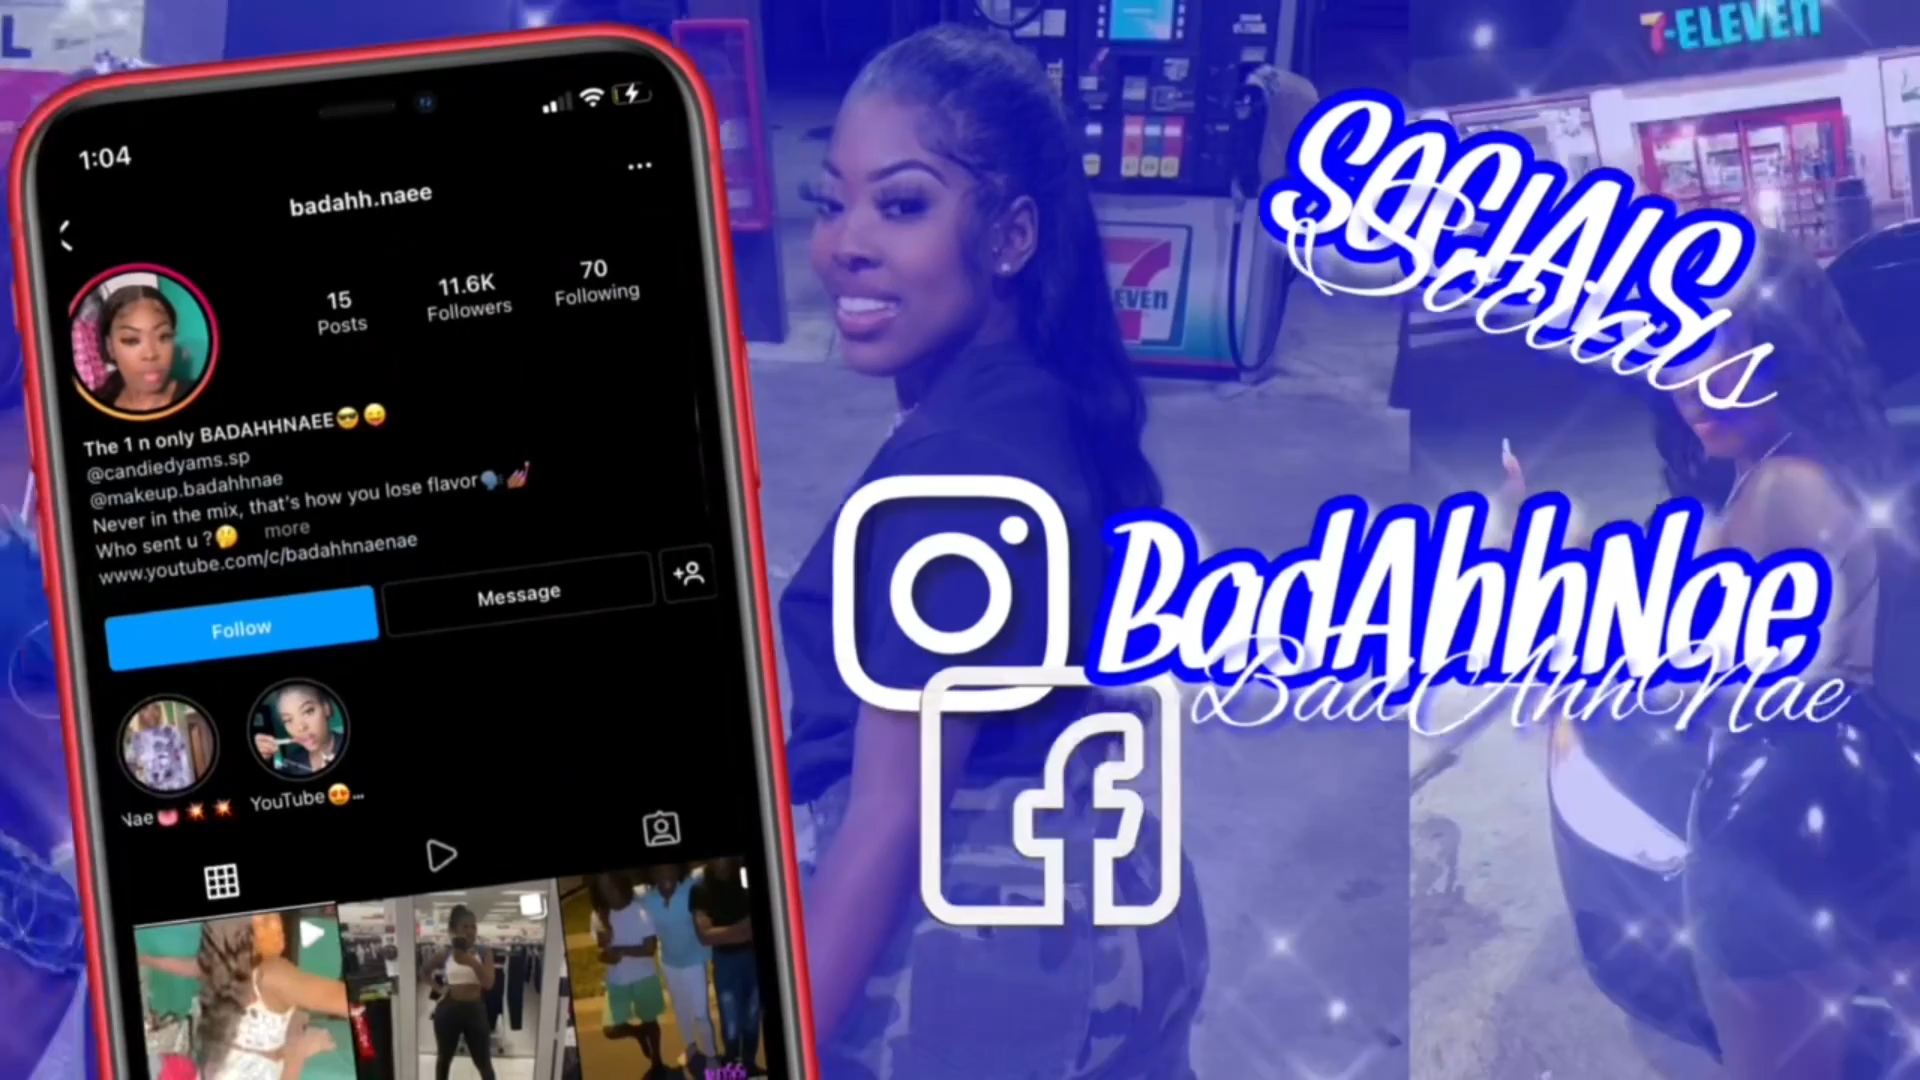 1:04
badahh.naee
15
Posts
11.6K
Followers
70
Following
The 1 n only BADAHHNAEE😎😛
@candiedyams.sp
@makeup.badahhnae
Never in the mix, that's how you lose flavor🗣️💅🏾
Who sent u ?🤔 more
www.youtube.com/c/badahhnaenae
Follow
Message
Nae👅💥💥
YouTube😍...
SOCIALS
Socials
BadAhhNae
BadAhhNae
7-ELEVEN
EVEN
7
L